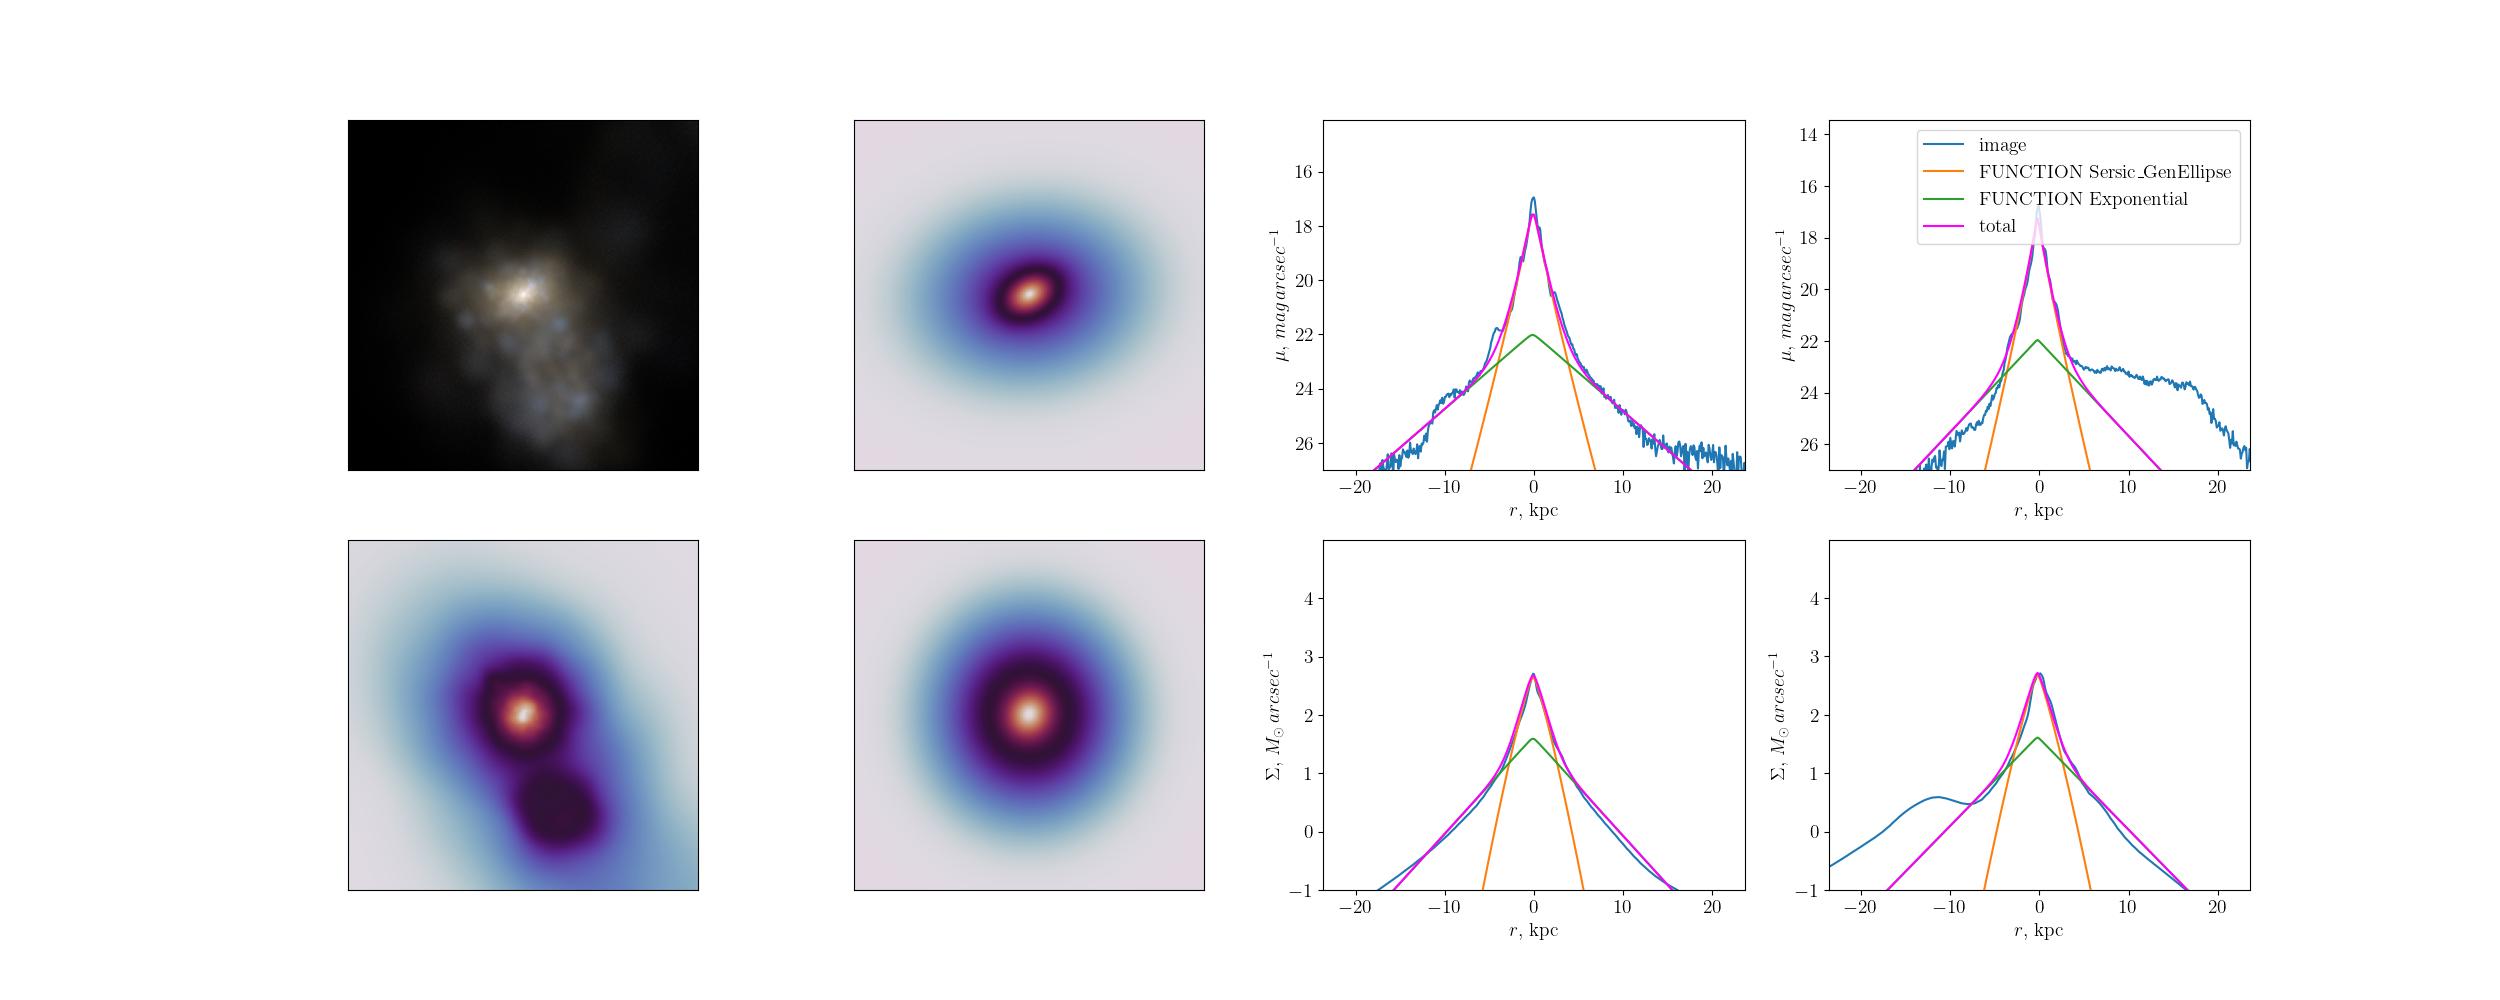 16
18
20
22
24
26
μ, mag arcsec⁻¹
−20 −10 0 10 20
r, kpc
14
16
18
20
22
24
26
μ, mag arcsec⁻¹
image
FUNCTION Sersic_GenEllipse
FUNCTION Exponential
total
−20 −10 0 10 20
r, kpc
4
3
2
1
0
−1
Σ, M⊙ arcsec⁻¹
−20 −10 0 10 20
r, kpc
4
3
2
1
0
−1
Σ, M⊙ arcsec⁻¹
−20 −10 0 10 20
r, kpc